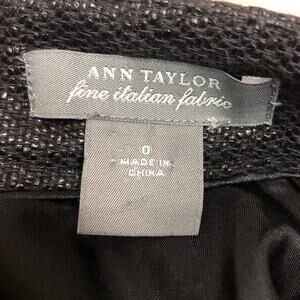 ANN TAYLOR
fine italian fabric
0
MADE IN
CHINA